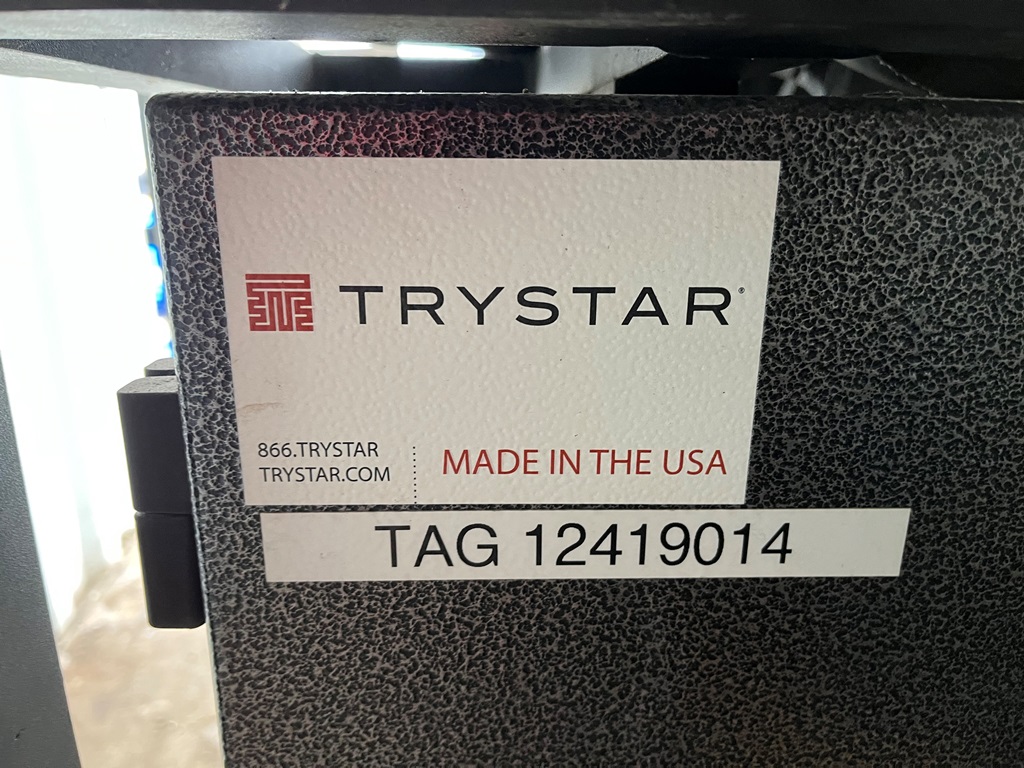 TRYSTAR®
866.TRYSTAR
TRYSTAR.COM
MADE IN THE USA
TAG 12419014